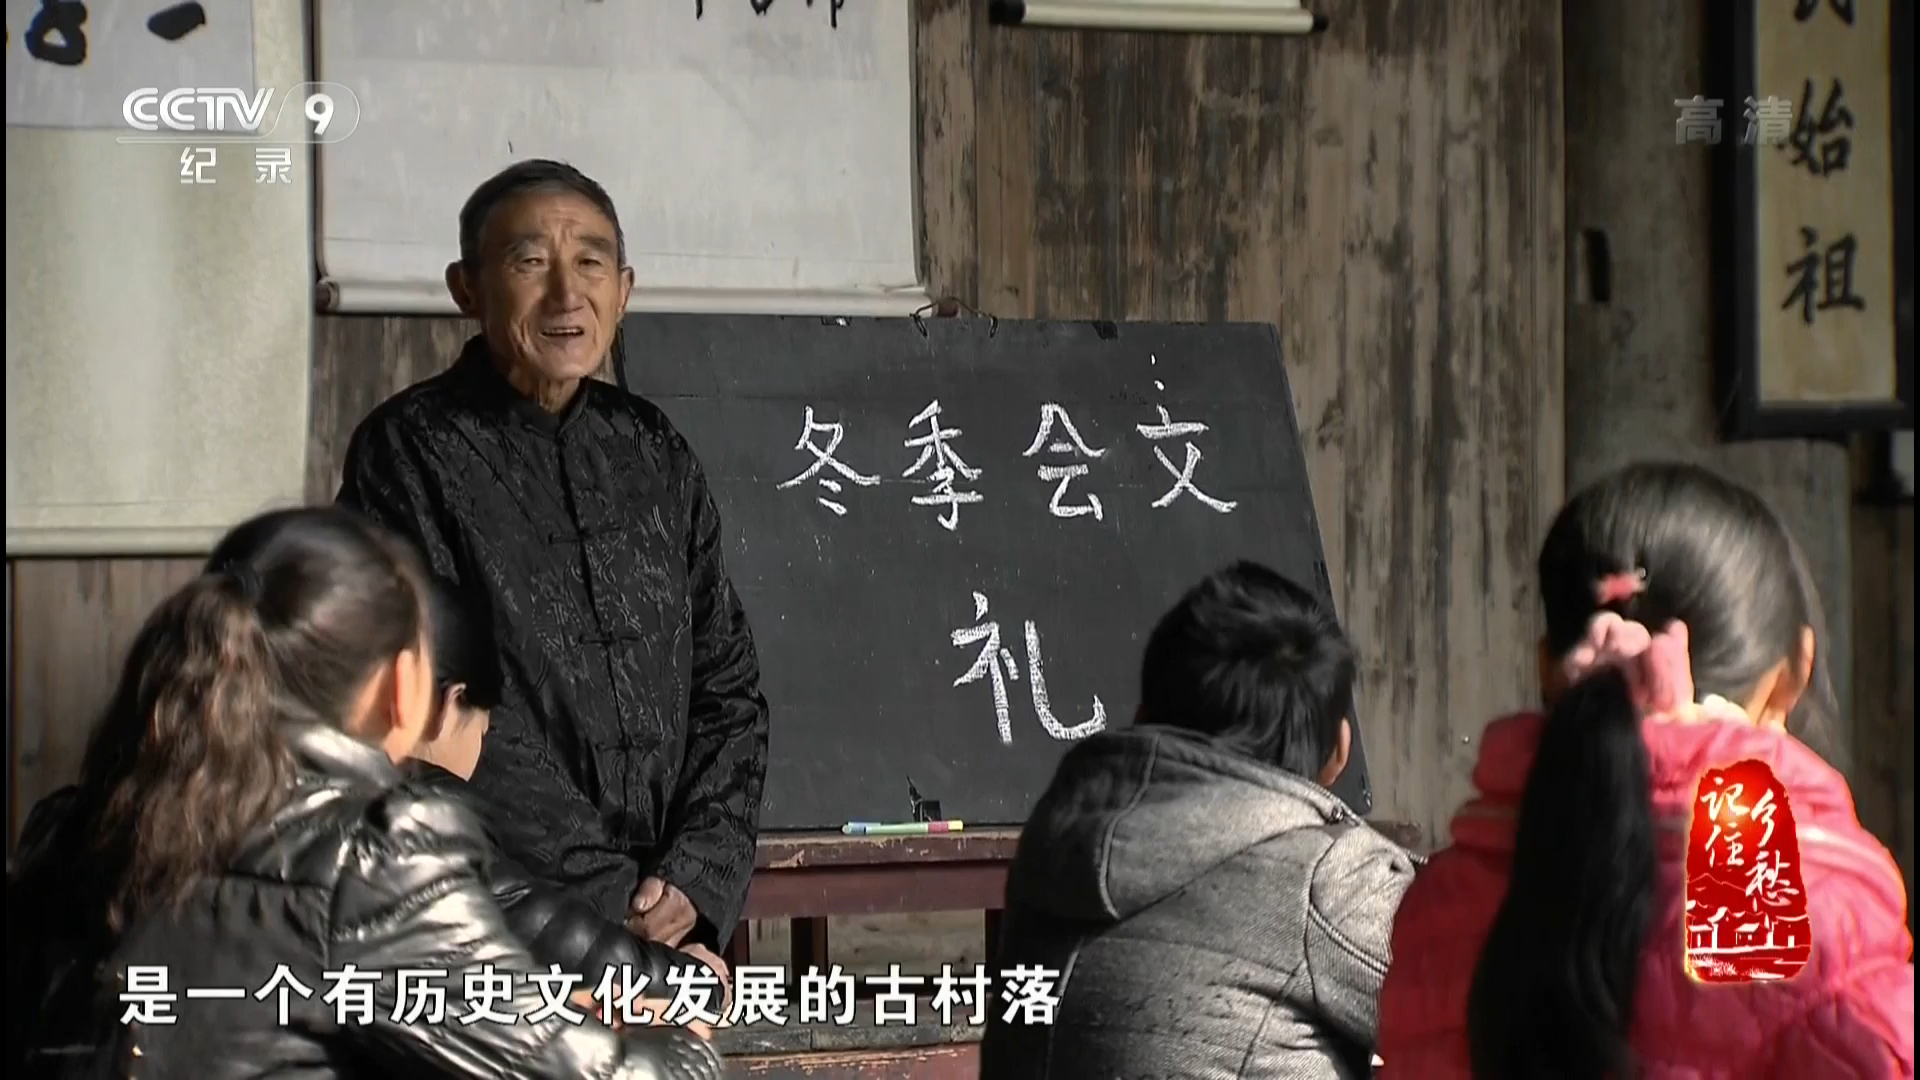 CCTV 9
纪录
高清
始祖
冬季会文
礼
记住乡愁
是一个有历史文化发展的古村落